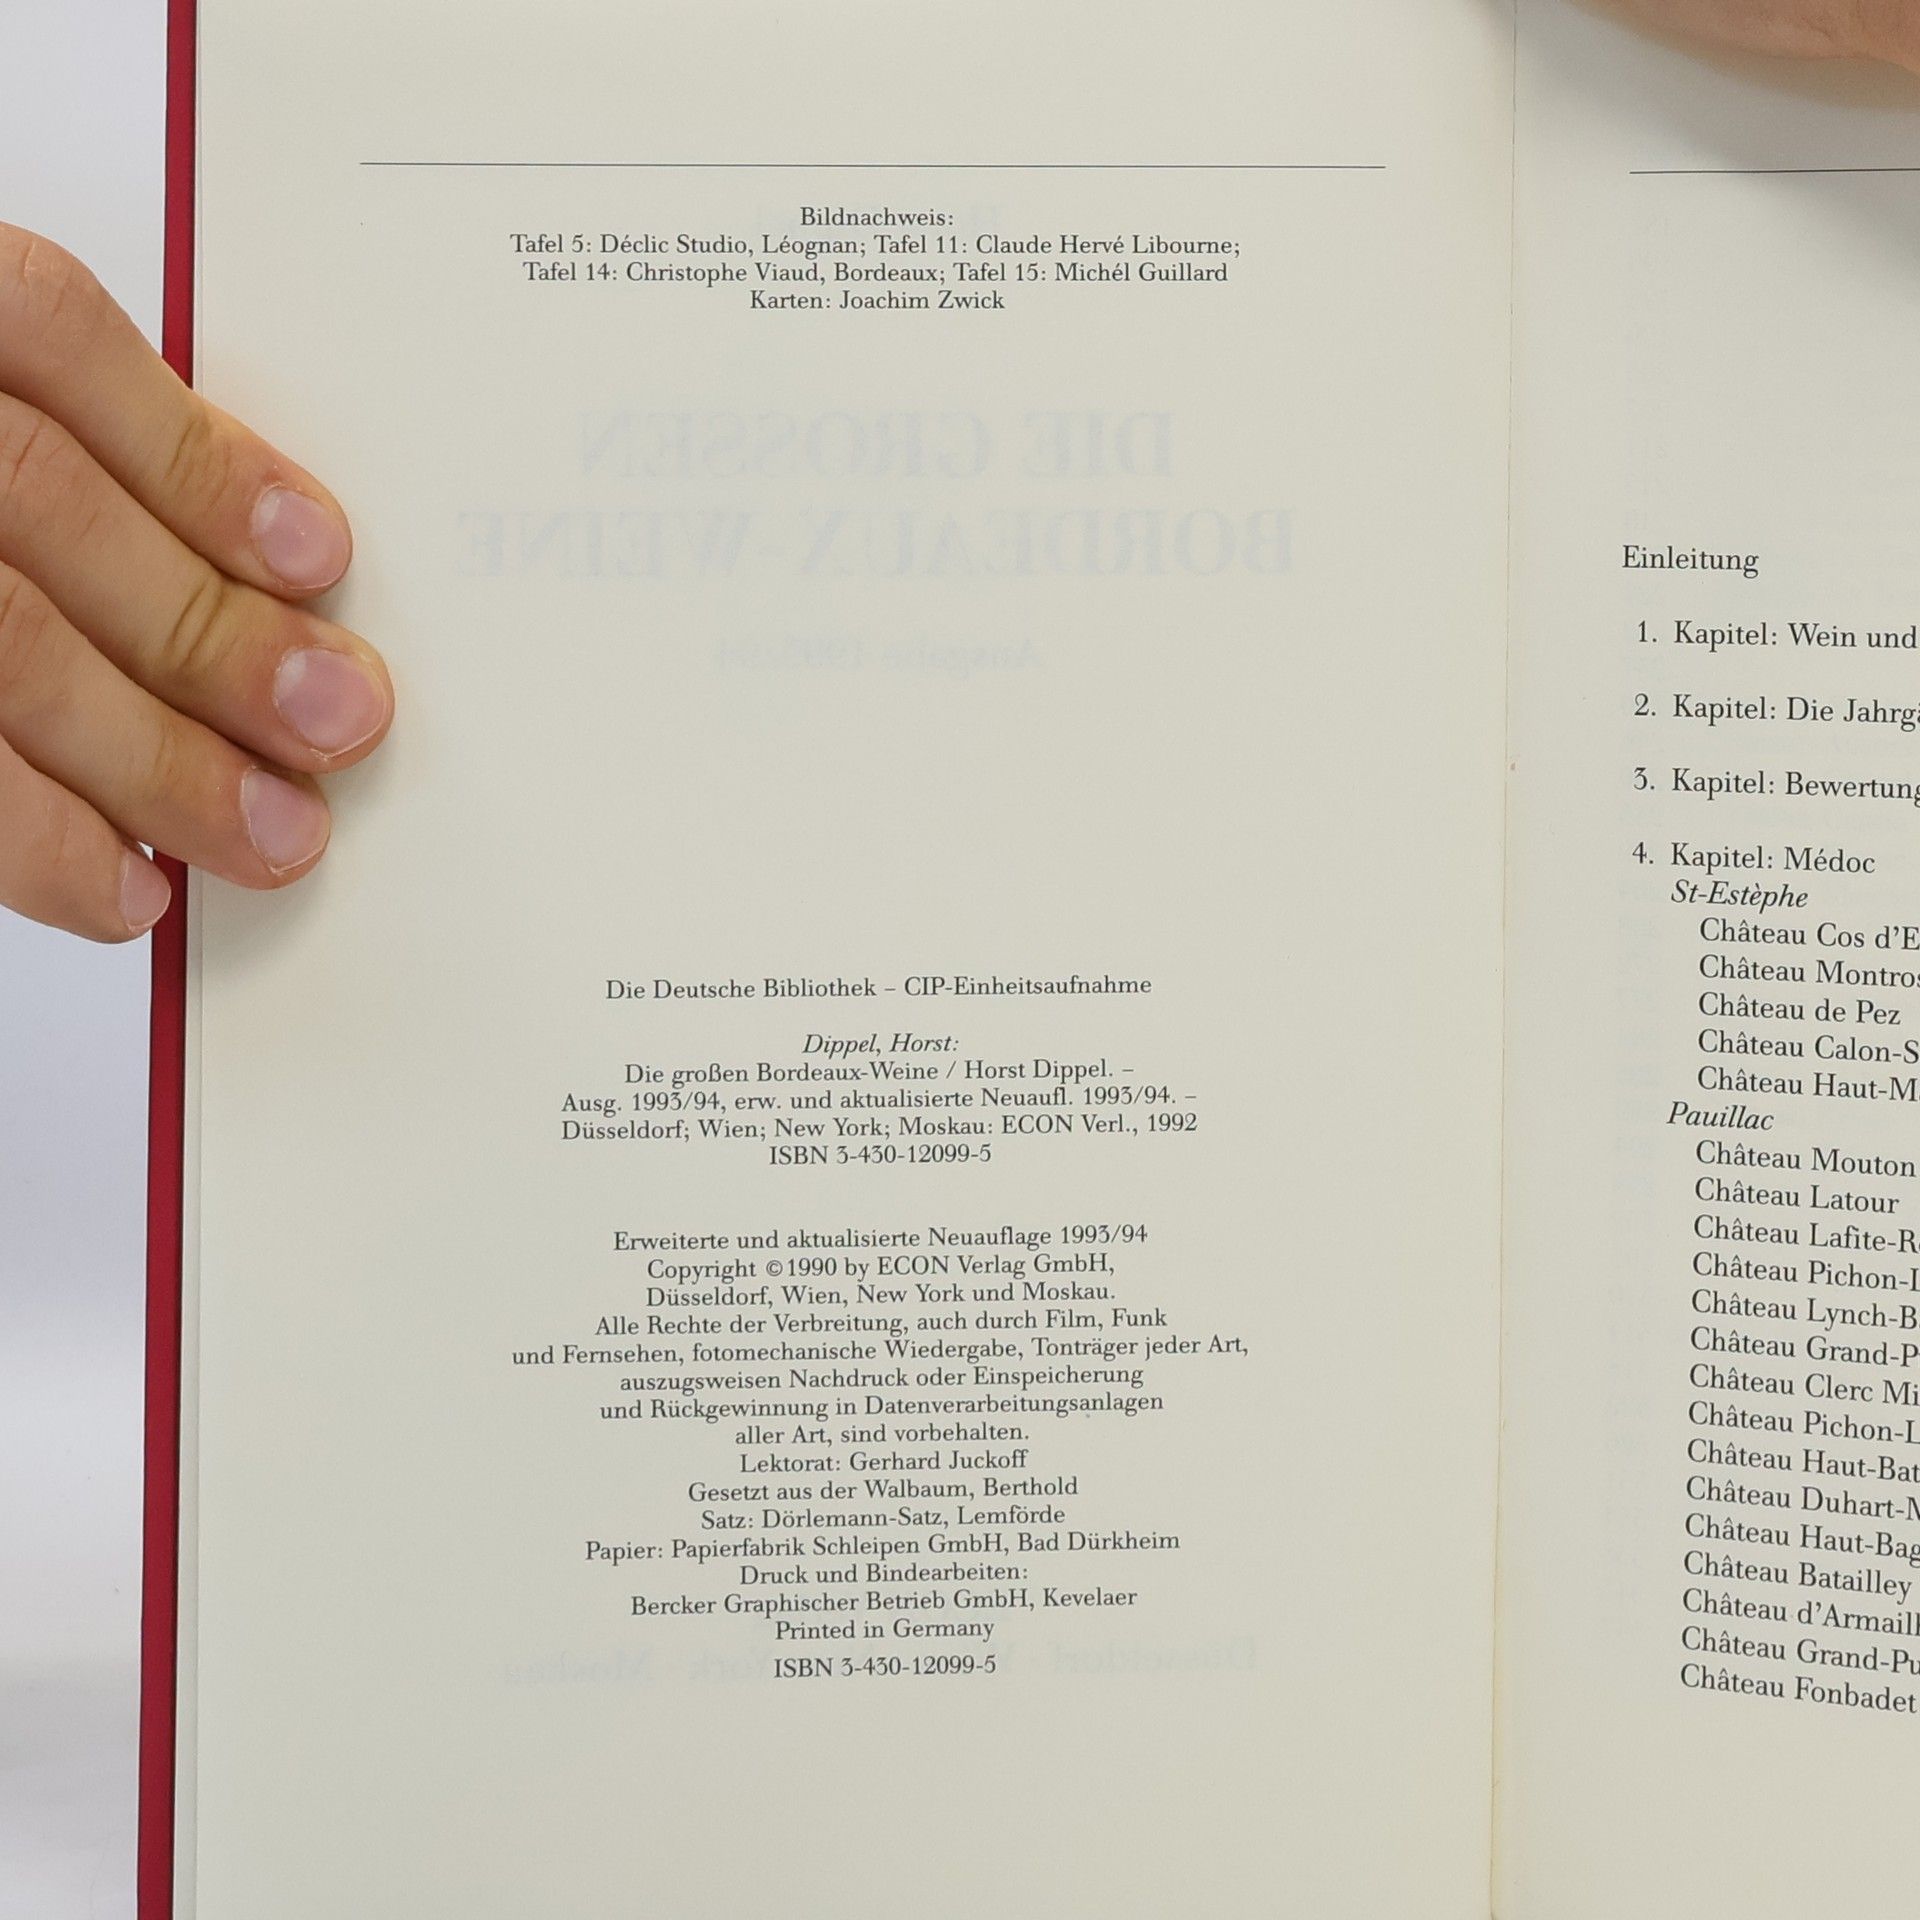 Bildnachweis:
Tafel 5: Déclic Studio, Léognan; Tafel 11: Claude Hervé Libourne;
Tafel 14: Christophe Viaud, Bordeaux; Tafel 15: Michél Guillard
Karten: Joachim Zwick
DIE GROSSEN
BORDEAUX-WEINE
Die Deutsche Bibliothek – CIP-Einheitsaufnahme
Dippel, Horst:
Die großen Bordeaux-Weine / Horst Dippel. –
Ausg. 1993/94, erw. und aktualisierte Neuaufl. 1993/94. –
Düsseldorf; Wien; New York; Moskau: ECON Verl., 1992
ISBN 3-430-12099-5
Erweiterte und aktualisierte Neuauflage 1993/94
Copyright ©1990 by ECON Verlag GmbH,
Düsseldorf, Wien, New York und Moskau.
Alle Rechte der Verbreitung, auch durch Film, Funk
und Fernsehen, fotomechanische Wiedergabe, Tonträger jeder Art,
auszugsweisen Nachdruck oder Einspeicherung
und Rückgewinnung in Datenverarbeitungsanlagen
aller Art, sind vorbehalten.
Lektorat: Gerhard Juckoff
Gesetzt aus der Walbaum, Berthold
Satz: Dörlemann-Satz, Lemförde
Papier: Papierfabrik Schleipen GmbH, Bad Dürkheim
Druck und Bindearbeiten:
Bercker Graphischer Betrieb GmbH, Kevelaer
Printed in Germany
ISBN 3-430-12099-5
Einleitung
1. Kapitel: Wein und
2. Kapitel: Die Jahrgä
3. Kapitel: Bewertung
4. Kapitel: Médoc
St-Estèphe
Château Cos d'E
Château Montros
Château de Pez
Château Calon-S
Château Haut-Ma
Pauillac
Château Mouton
Château Latour
Château Lafite-Ro
Château Pichon-L
Château Lynch-Ba
Château Grand-P
Château Clerc Mi
Château Pichon-L
Château Haut-Bat
Château Duhart-M
Château Haut-Bag
Château Batailley
Château d'Armailh
Château Grand-Pu
Château Fonbadet